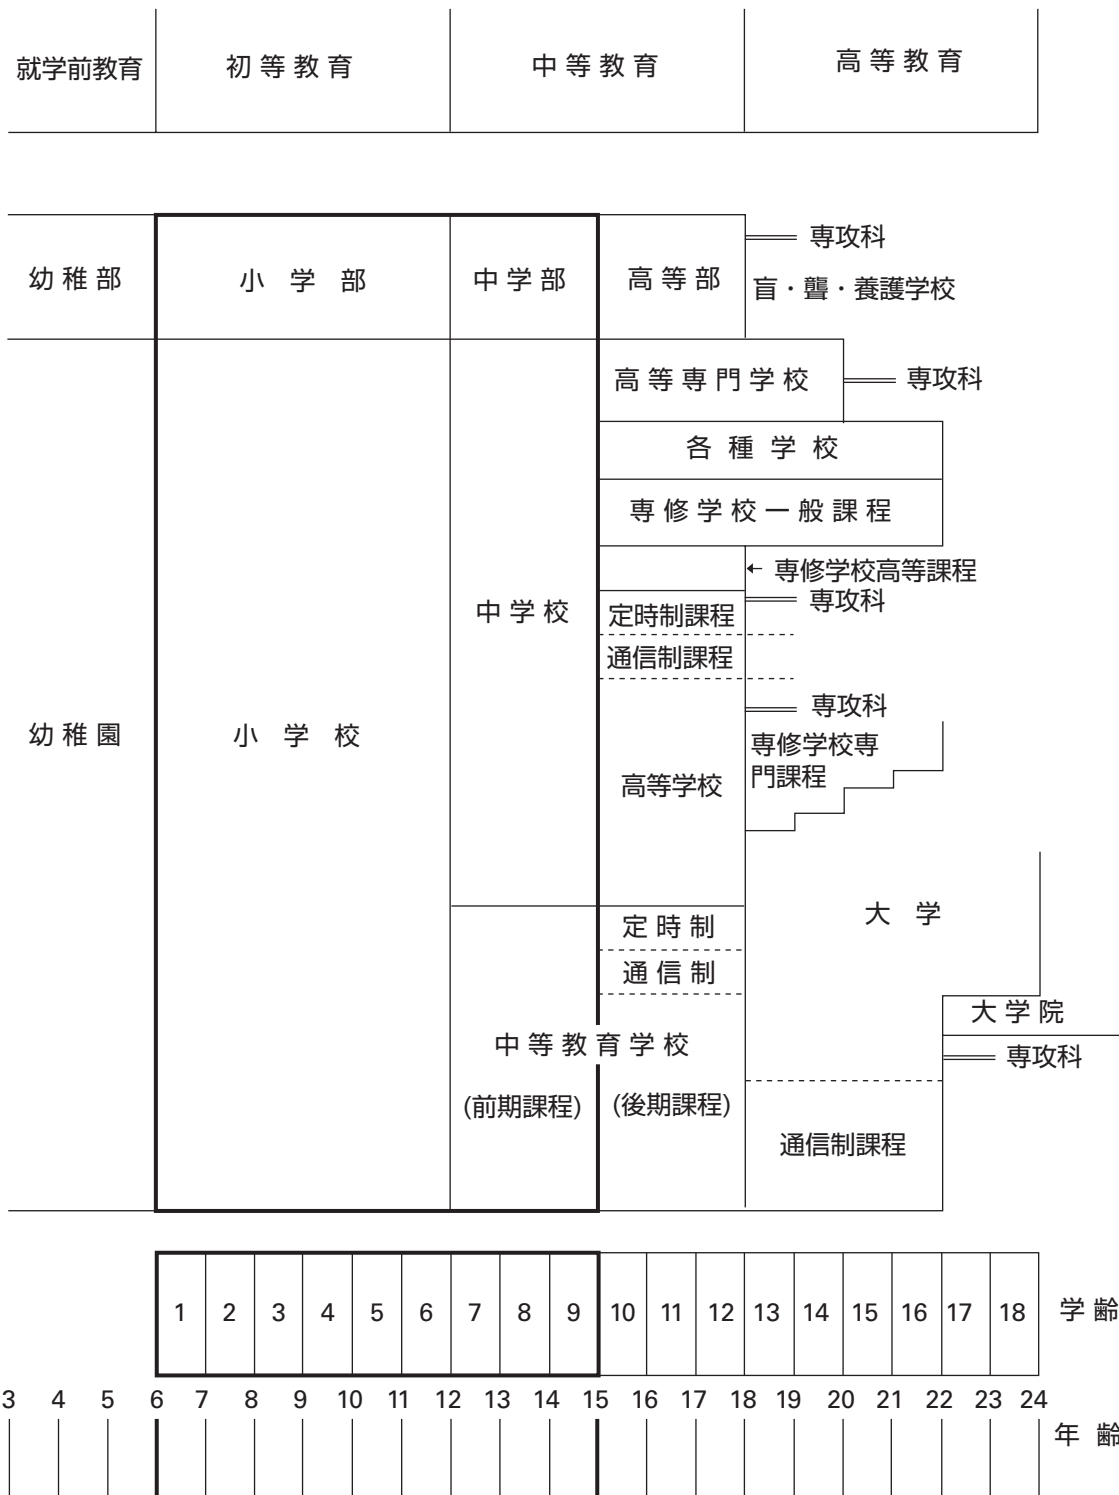 就学前教育 初等教育 中等教育 高等教育
専攻科
幼稚部 小学部 中学部 高等部
盲・聾・養護学校
高等専門学校 専攻科
各種学校
専修学校一般課程
専修学校高等課程
専攻科
中学校 定時制課程
通信制課程
専攻科
幼稚園 小学校
専修学校専
門課程
高等学校
大学
定時制
通信制
大学院
中等教育学校
専攻科
(前期課程) (後期課程)
通信制課程
1 2 3 4 5 6 7 8 9 10 11 12 13 14 15 16 17 18 学齢
3 4 5 6 7 8 9 10 11 12 13 14 15 16 17 18 19 20 21 22 23 24
年齢